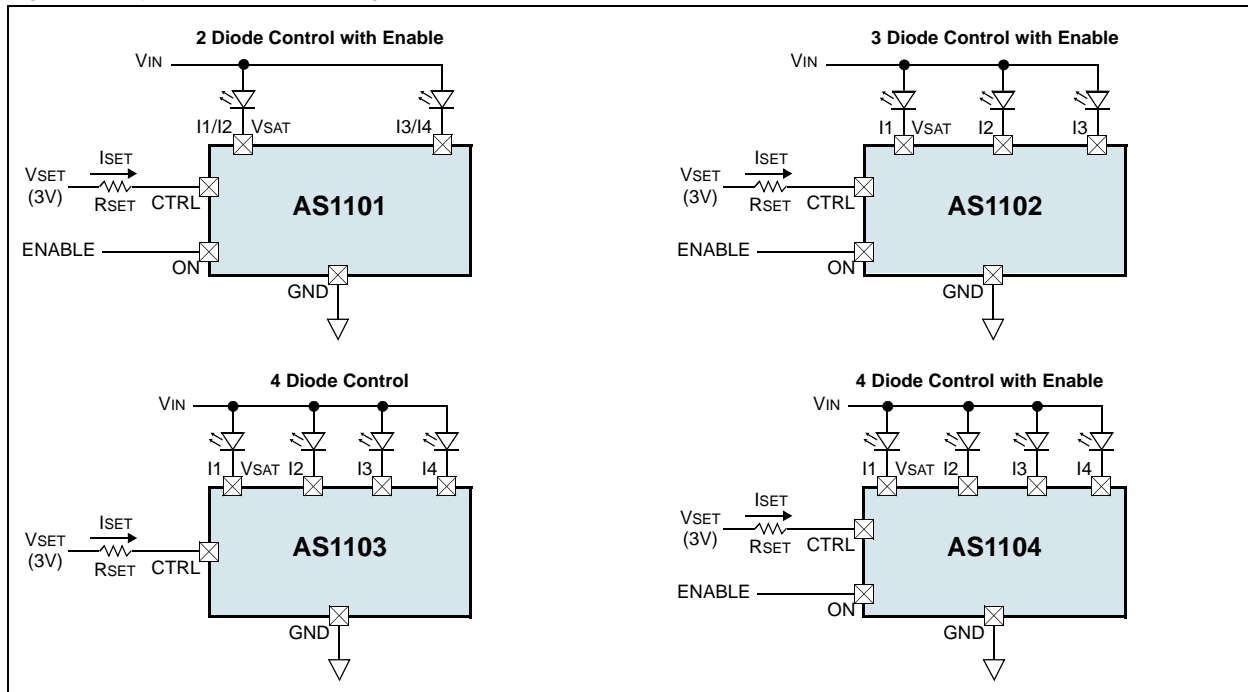 2 Diode Control with Enable
VIN
I1/I2 VSAT I3/I4
ISET
VSET
(3V)
RSET CTRL
AS1101
ENABLE
ON
GND
3 Diode Control with Enable
VIN
I1 VSAT I2 I3
ISET
VSET
(3V)
RSET CTRL
AS1102
ENABLE
ON
GND
4 Diode Control
VIN
I1 VSAT I2 I3 I4
ISET
VSET
(3V)
RSET CTRL
AS1103
GND
4 Diode Control with Enable
VIN
I1 VSAT I2 I3 I4
ISET
VSET
(3V)
RSET CTRL
AS1104
ENABLE
ON
GND